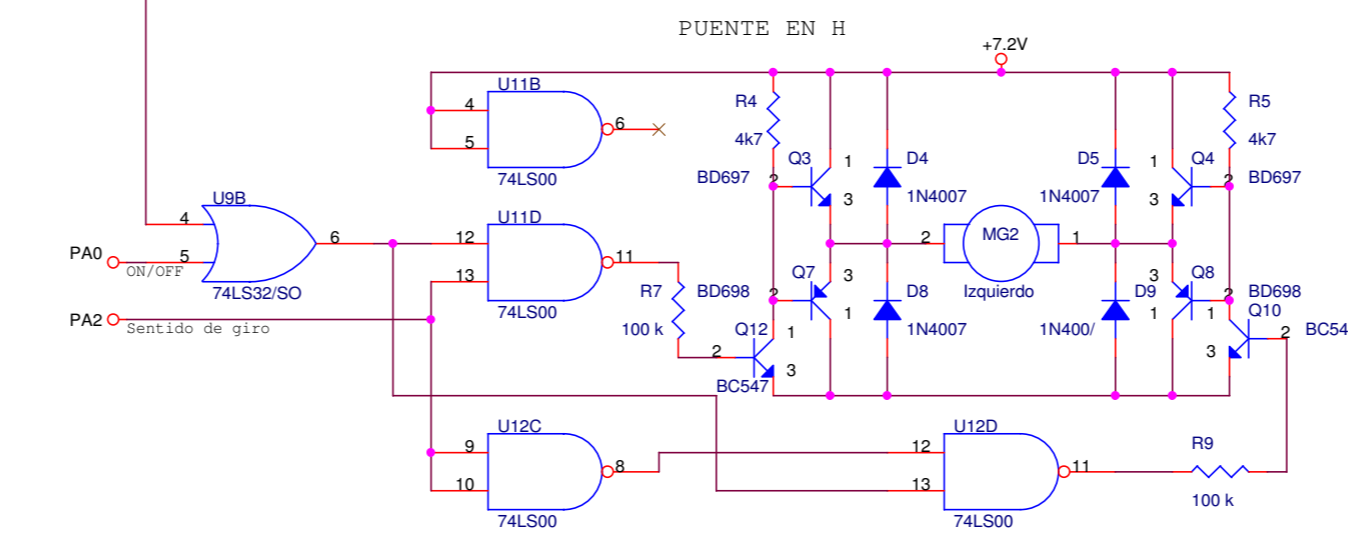 PUENTE EN H
+7.2V
U11B
4
5
6
74LS00
R4
4k7
R5
4k7
Q3
1
2
3
BD697
D4
1N4007
D5
1N4007
Q4
1
2
3
BD697
U9B
4
5
6
74LS32/SO
PA0
ON/OFF
PA2
Sentido de giro
U11D
12
13
11
74LS00
R7
100 k
BD698
Q7
3
2
1
D8
1N4007
2
MG2
1
Izquierdo
D9
1N400/
Q8
3
2
1
BD698
Q12
1
2
3
BC547
Q10
1
2
3
BC54
U12C
9
10
8
74LS00
U12D
12
13
11
74LS00
R9
100 k